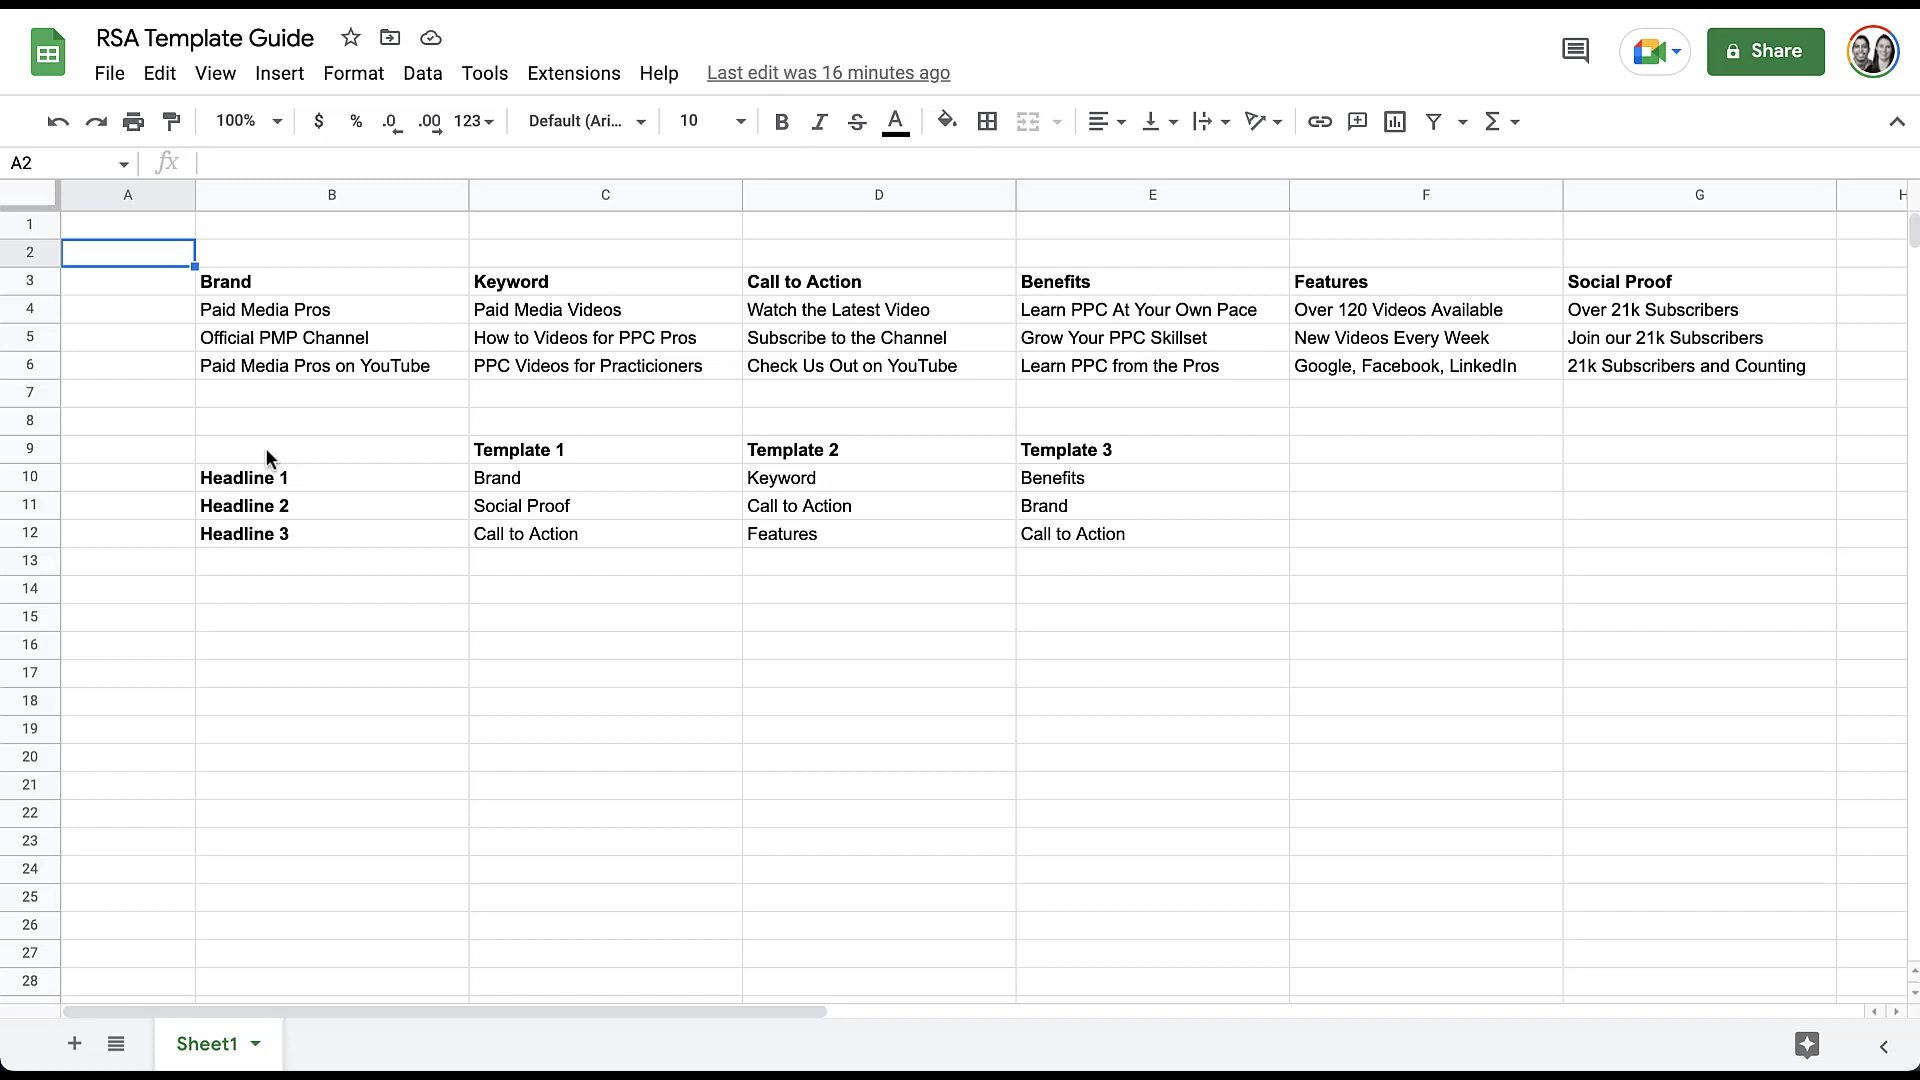 RSA Template Guide
File Edit View Insert Format Data Tools Extensions Help Last edit was 16 minutes ago
Share
100% $ % .0 .00 123 Default (Ari... 10 B I S A
A2 fx
A B C D E F G H
1
2
3 Brand Keyword Call to Action Benefits Features Social Proof
4 Paid Media Pros Paid Media Videos Watch the Latest Video Learn PPC At Your Own Pace Over 120 Videos Available Over 21k Subscribers
5 Official PMP Channel How to Videos for PPC Pros Subscribe to the Channel Grow Your PPC Skillset New Videos Every Week Join our 21k Subscribers
6 Paid Media Pros on YouTube PPC Videos for Practicioners Check Us Out on YouTube Learn PPC from the Pros Google, Facebook, LinkedIn 21k Subscribers and Counting
7
8
9 Template 1 Template 2 Template 3
10 Headline 1 Brand Keyword Benefits
11 Headline 2 Social Proof Call to Action Brand
12 Headline 3 Call to Action Features Call to Action
13
14
15
16
17
18
19
20
21
22
23
24
25
26
27
28
Sheet1